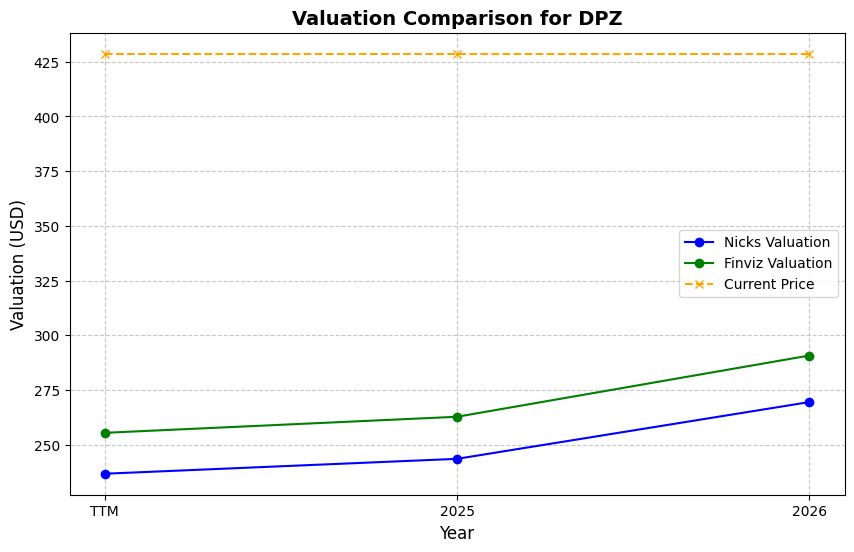 Valuation Comparison for DPZ
Valuation (USD)
425
400
375
350
325
300
275
250
Nicks Valuation
Finviz Valuation
Current Price
TTM
2025
2026
Year